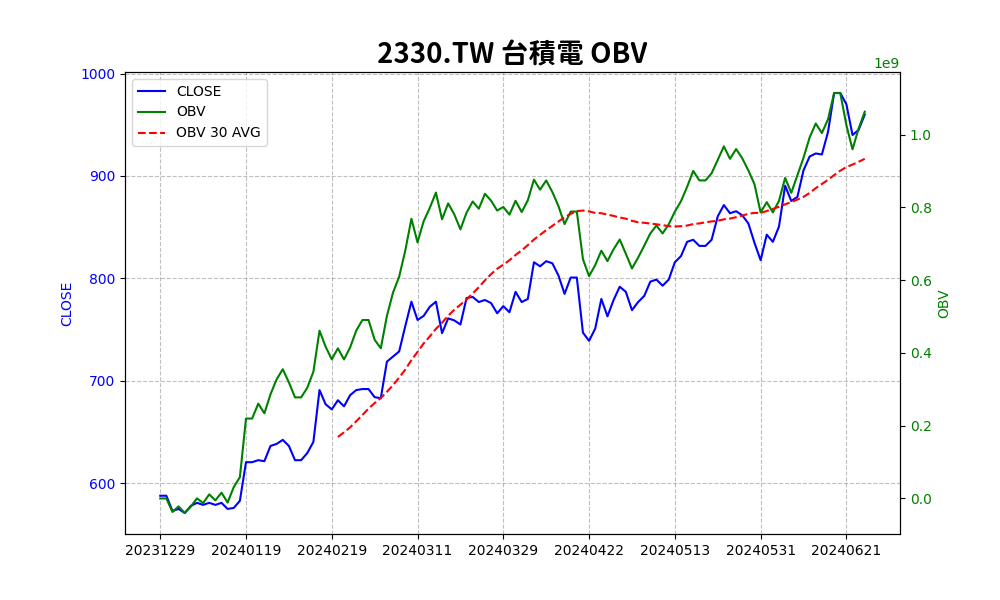 2330.TW 台積電 OBV
1e9
CLOSE
OBV
OBV 30 AVG
1000
900
800
700
600
CLOSE
1.0
0.8
0.6
0.4
0.2
0.0
OBV
20231229 20240119 20240219 20240311 20240329 20240422 20240513 20240531 20240621